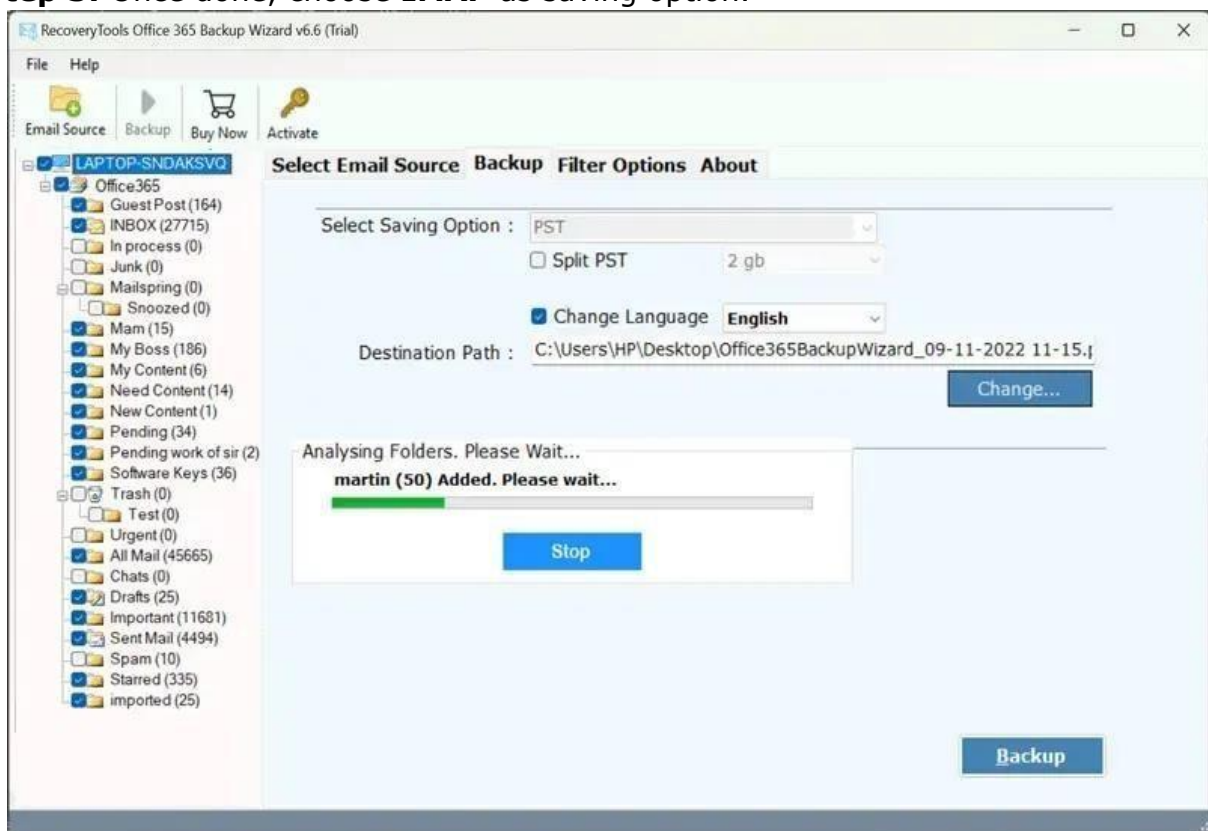 RecoveryTools Office 365 Backup Wizard v6.6 (Trial)
File Help
Email Source Backup Buy Now Activate
LAPTOP-SNDAKSVQ
Office365
Guest Post (164)
INBOX (27715)
In process (0)
Junk (0)
Mailspring (0)
Snoozed (0)
Mam (15)
My Boss (186)
My Content (6)
Need Content (14)
New Content (1)
Pending (34)
Pending work of sir (2)
Software Keys (36)
Trash (0)
Test (0)
Urgent (0)
All Mail (45665)
Chats (0)
Drafts (25)
Important (11681)
Sent Mail (4494)
Spam (10)
Starred (335)
imported (25)
Select Email Source Backup Filter Options About
Select Saving Option : PST
Split PST 2 gb
Change Language English
Destination Path : C:\Users\HP\Desktop\Office365BackupWizard_09-11-2022 11-15.p
Change...
Analysing Folders. Please Wait...
martin (50) Added. Please wait...
Stop
Backup